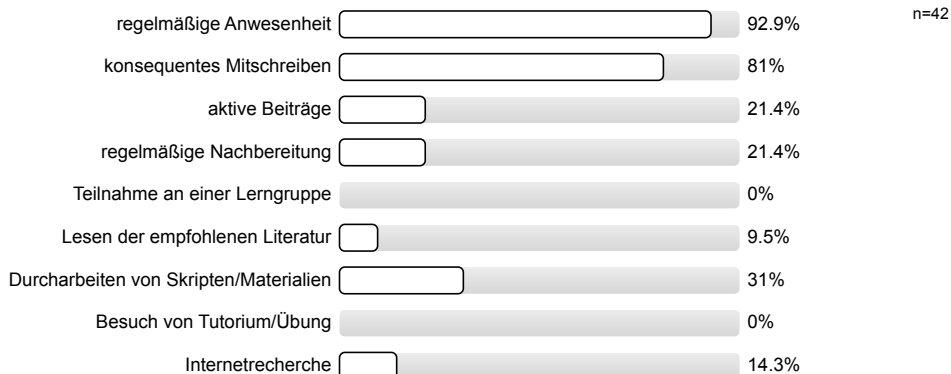 n=42
regelmäßige Anwesenheit 92.9%
konsequentes Mitschreiben 81%
aktive Beiträge 21.4%
regelmäßige Nachbereitung 21.4%
Teilnahme an einer Lerngruppe 0%
Lesen der empfohlenen Literatur 9.5%
Durcharbeiten von Skripten/Materialien 31%
Besuch von Tutorium/Übung 0%
Internetrecherche 14.3%